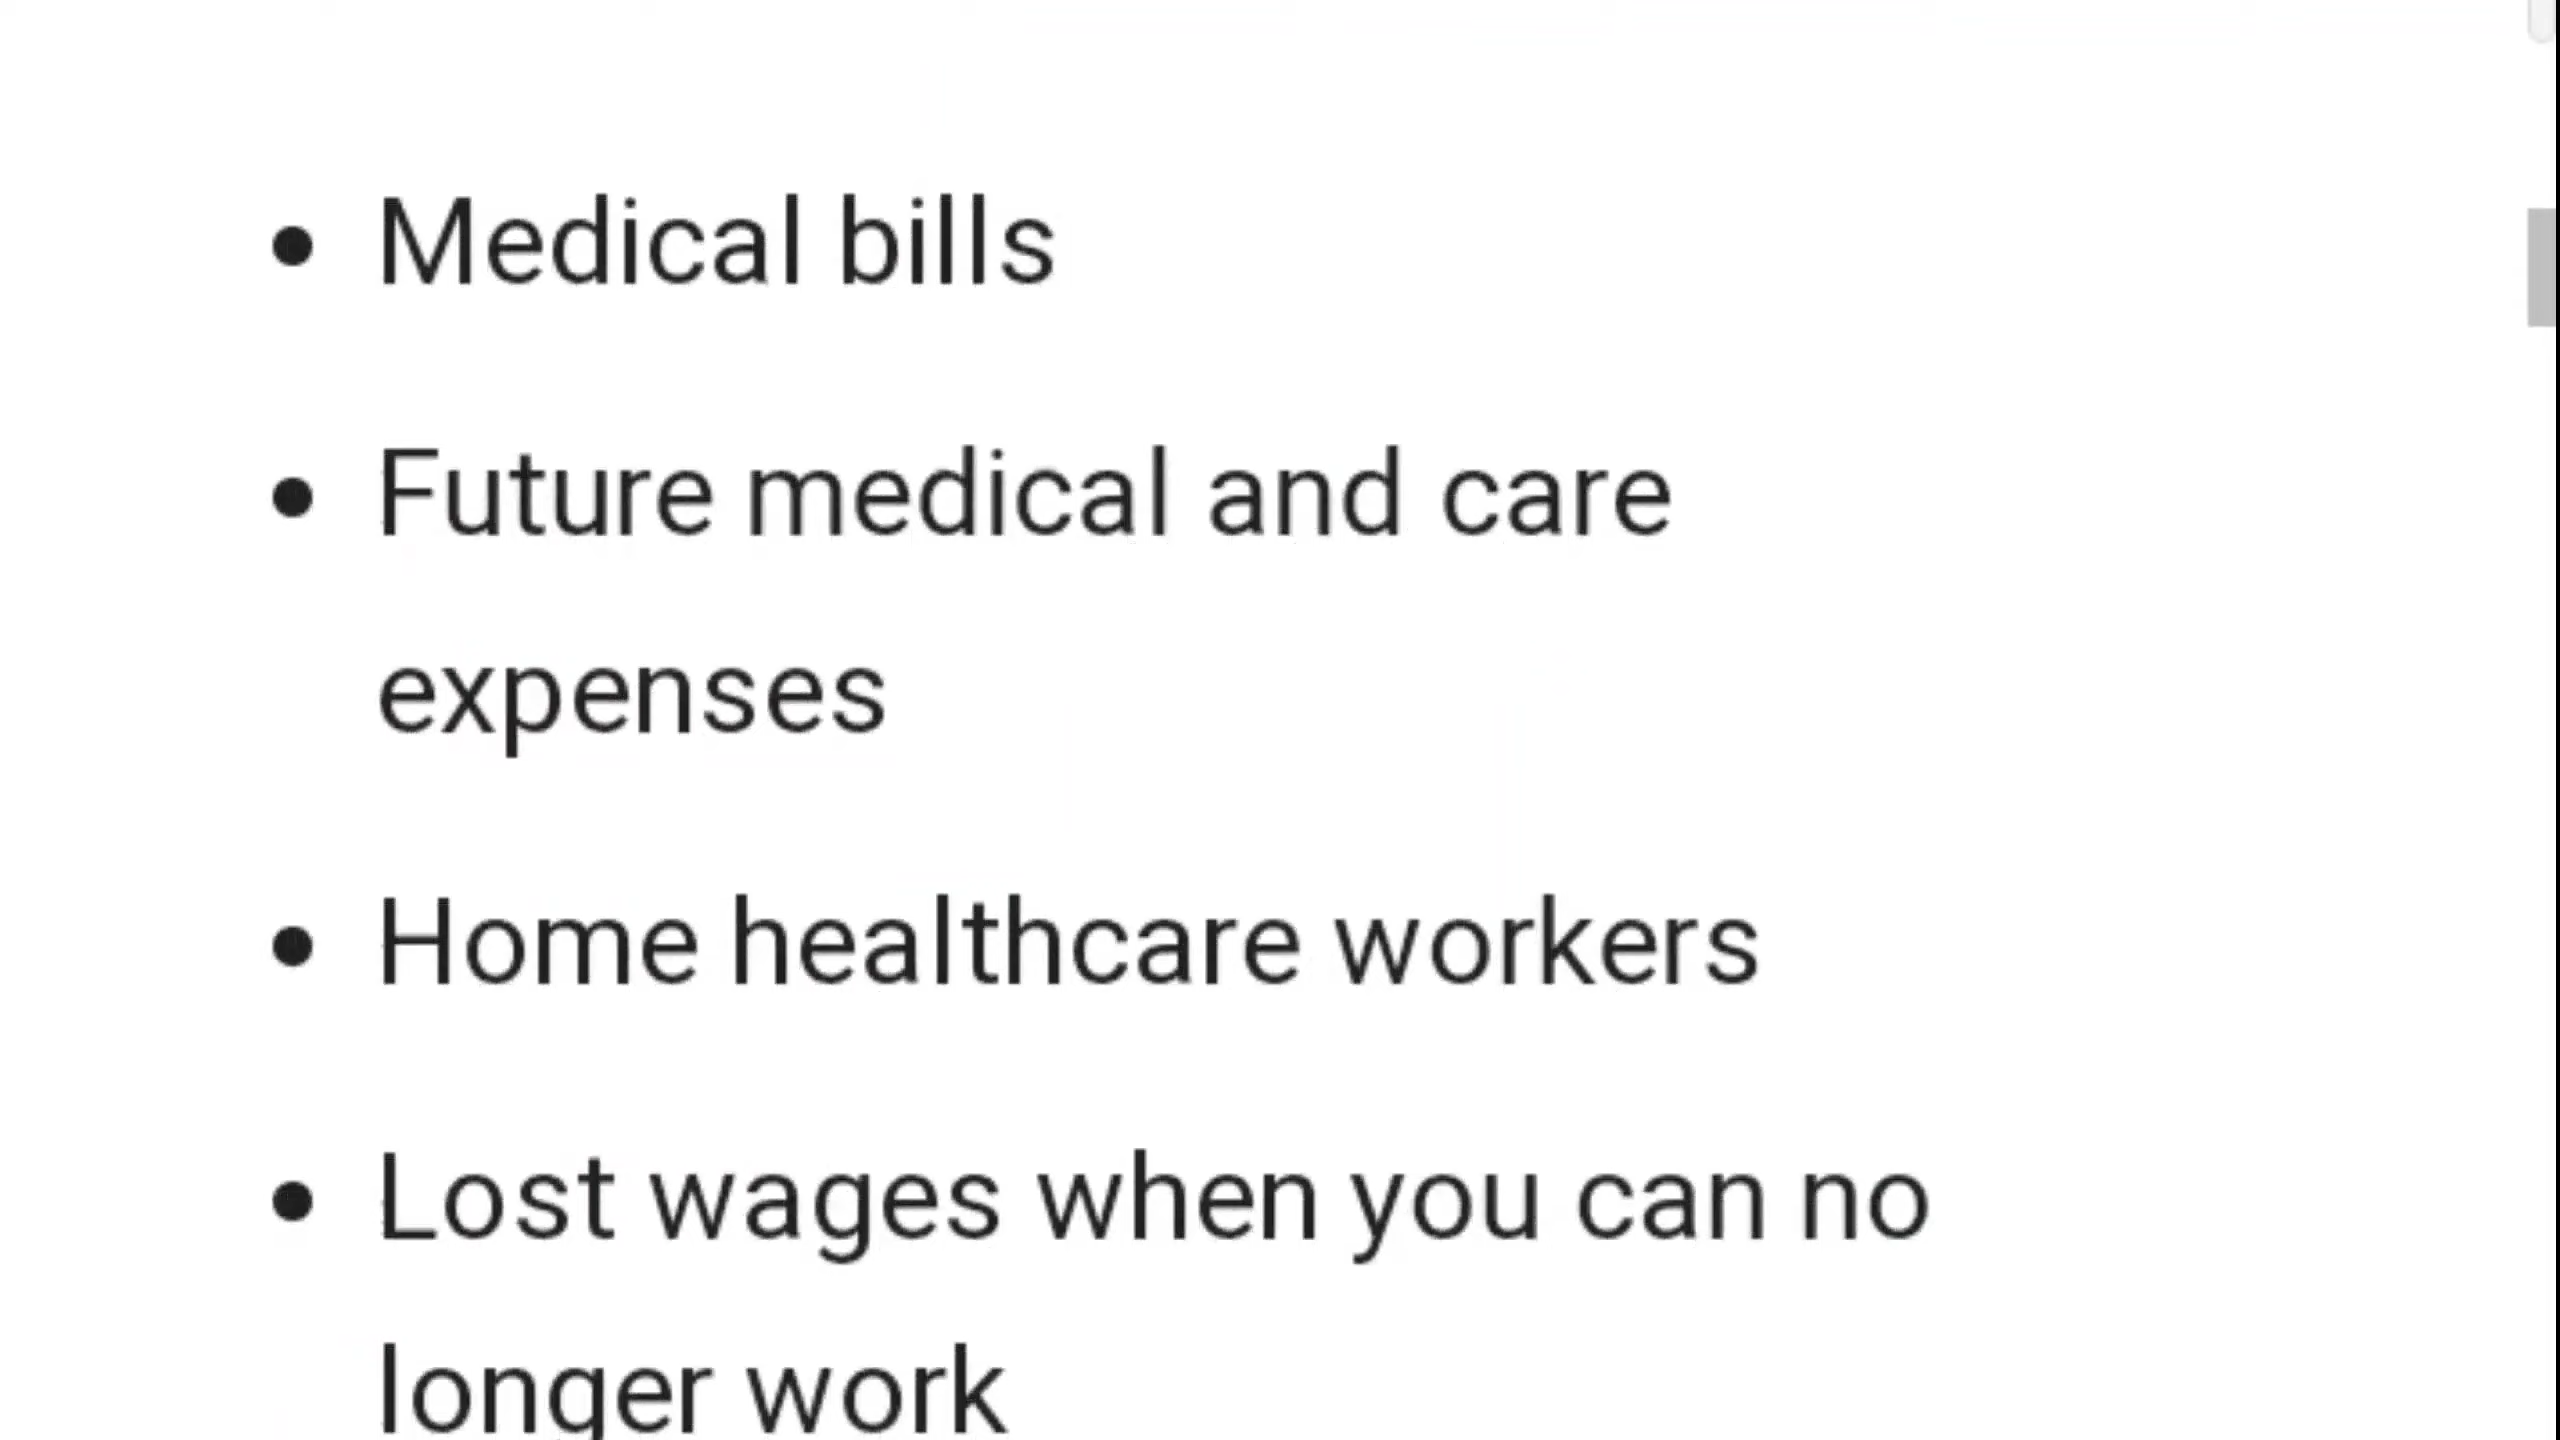 • Medical bills
• Future medical and care
expenses
• Home healthcare workers
• Lost wages when you can no
longer work